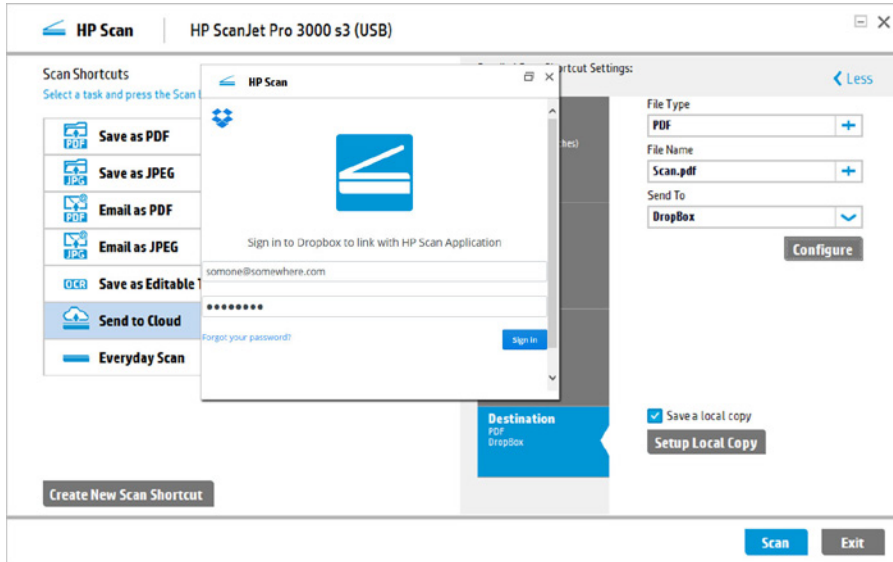 HP Scan
HP ScanJet Pro 3000 s3 (USB)
Scan Shortcuts
Select a task and press the Scan
Save as PDF
Save as JPEG
Email as PDF
Email as JPEG
Save as Editable
Send to Cloud
Everyday Scan
Create New Scan Shortcut
HP Scan
Sign in to Dropbox to link with HP Scan Application
somone@somewhere.com
••••••••
Forgot your password?
Sign in
Shortcut Settings:
Less
ches)
File Type
PDF
File Name
Scan.pdf
Send To
DropBox
Configure
Destination
PDF
DropBox
Save a local copy
Setup Local Copy
Scan
Exit